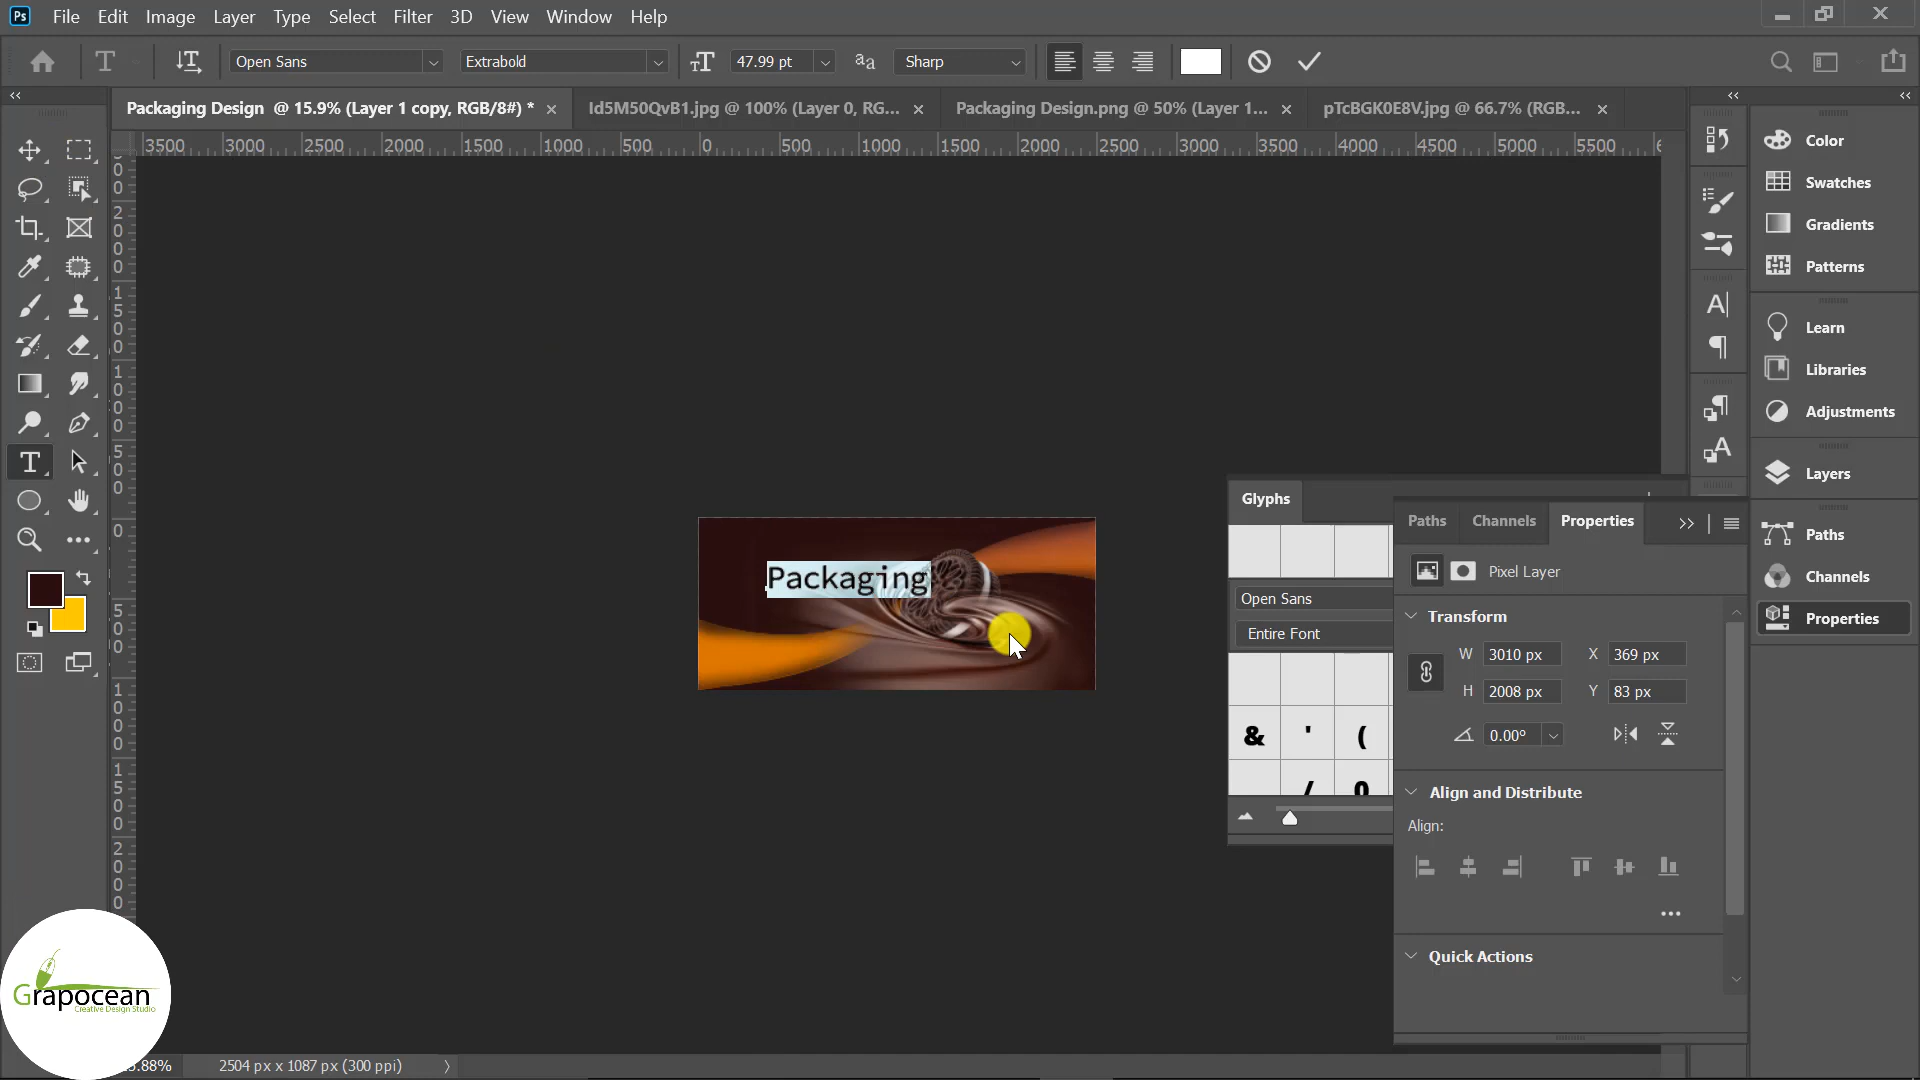 Ps File Edit Image Layer Type Select Filter 3D View Window Help
Open Sans Extrabold 47.99 pt Sharp
Packaging Design @ 15.9% (Layer 1 copy, RGB/8#) * Id5M50QvB1.jpg @ 100% (Layer 0, RG... Packaging Design.png @ 50% (Layer 1... pTcBGK0E8V.jpg @ 66.7% (RGB...
3500 3000 2500 2000 1500 1000 500 0 500 1000 1500 2000 2500 3000 3500 4000 4500 5000 5500
Color
Swatches
Gradients
Patterns
Learn
Libraries
Adjustments
Layers
Paths
Channels
Properties
Packaging
Glyphs
Open Sans
Entire Font
& ' (
/ 0
Paths Channels Properties
Pixel Layer
Transform
W 3010 px X 369 px
H 2008 px Y 83 px
0.00°
Align and Distribute
Align:
Quick Actions
Grapocean
Creative Design Studio
2504 px x 1087 px (300 ppi)